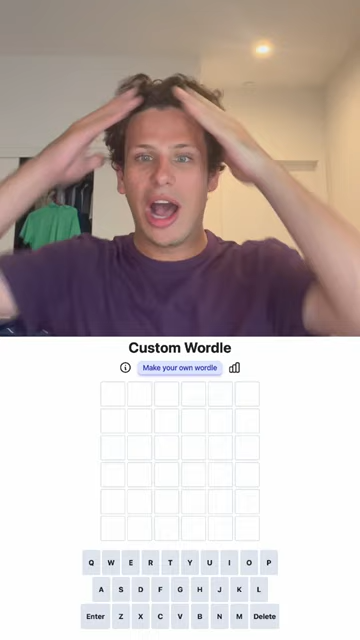 Custom Wordle
Make your own wordle
Q W E R T Y U I O P
A S D F G H J K L
Enter Z X C V B N M Delete